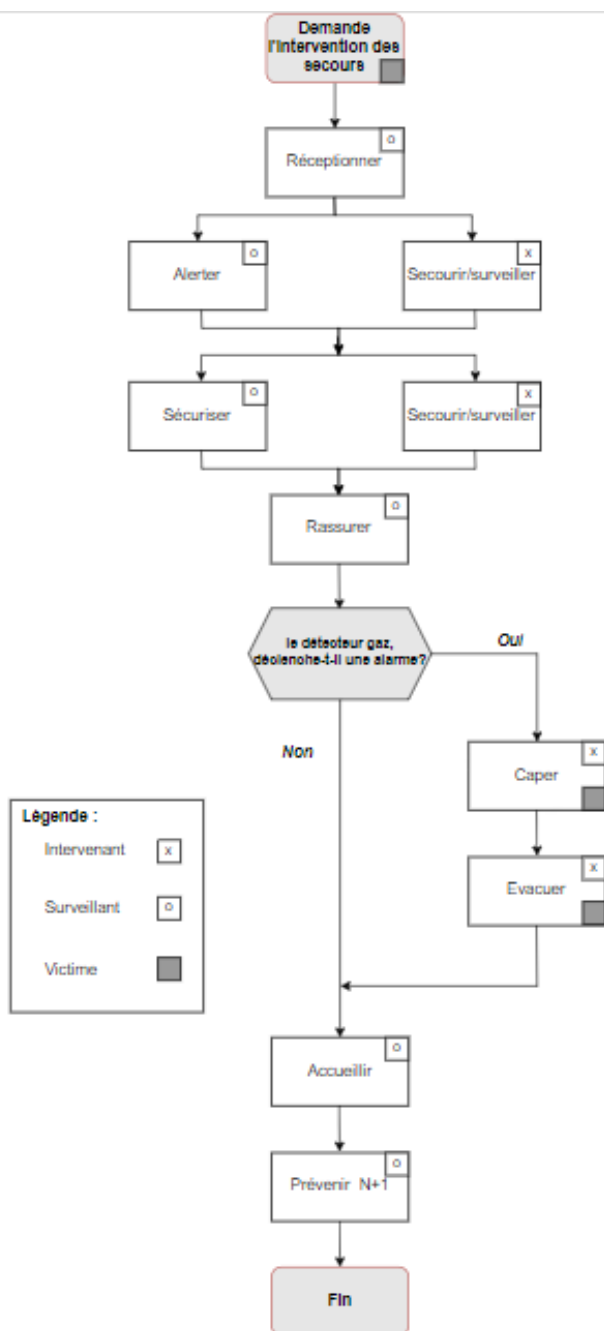 Demande
l'Intervention des
secours
o
Réceptionner
o
Alerter
x
Secourir/surveiller
o
Sécuriser
x
Secourir/surveiller
o
Rassurer
le détecteur gaz,
déclenche-t-il une alarme?
Oui
Non
x
Caper
Légende :
Intervenant x
Surveillant o
Victime
x
Evacuer
o
Accueillir
o
Prévenir N+1
Fin